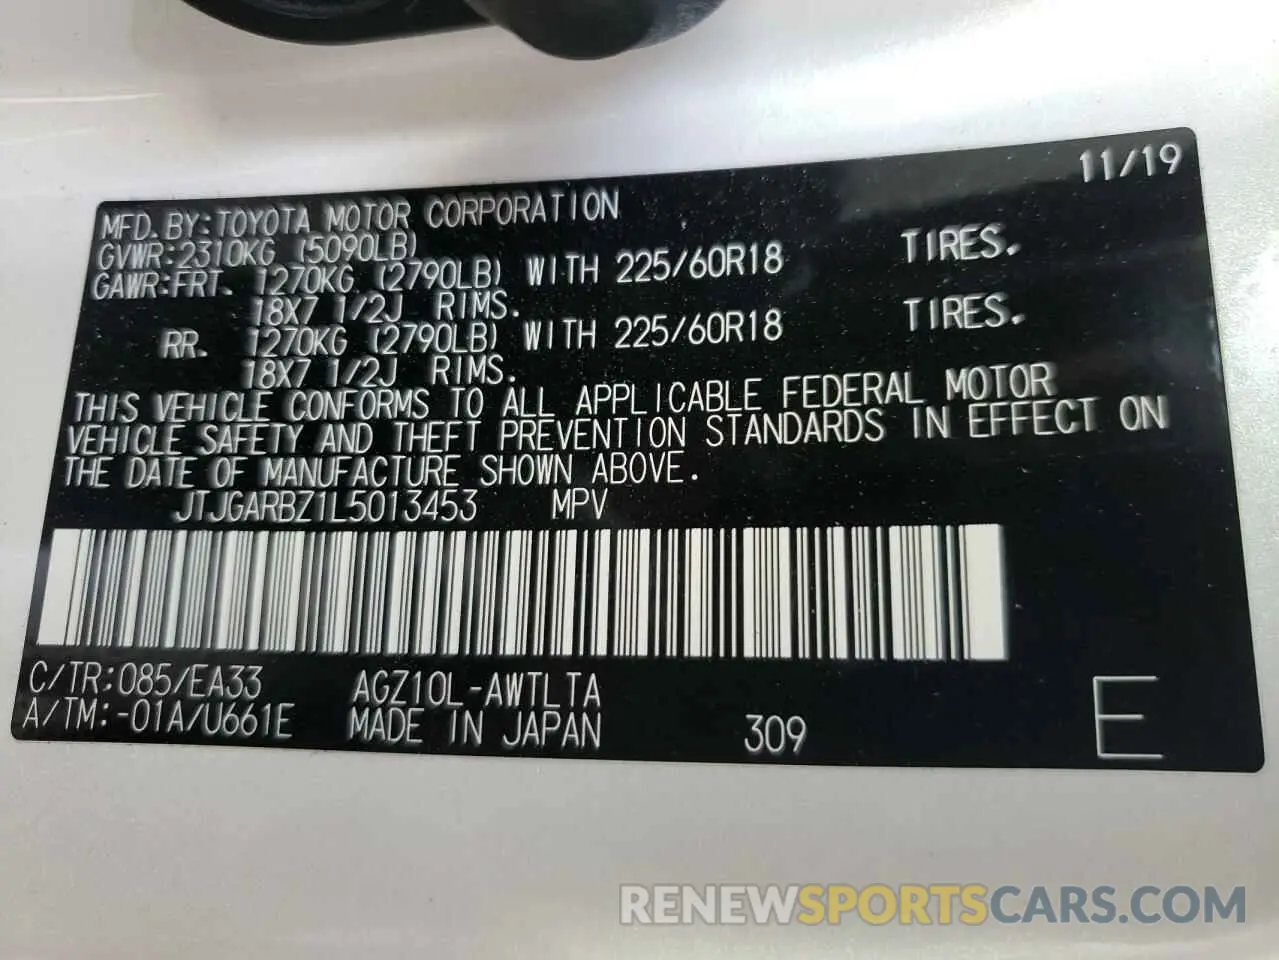 11/19
MFD. BY: TOYOTA MOTOR CORPORATION
GVWR: 2310KG (5090LB)
GAWR: FRT. 1270KG (2790LB) WITH 225/60R18 TIRES.
18X7 1/2J RIMS.
RR. 1270KG (2790LB) WITH 225/60R18 TIRES.
18X7 1/2J RIMS.
THIS VEHICLE CONFORMS TO ALL APPLICABLE FEDERAL MOTOR
VEHICLE SAFETY AND THEFT PREVENTION STANDARDS IN EFFECT ON
THE DATE OF MANUFACTURE SHOWN ABOVE.
JTJGARBZ1L5013453 MPV
C/TR: 085/EA33 AGZ10L-AWTLTA
A/TM: -01A/U661E MADE IN JAPAN 309 E
RENEWSPORTSCARS.COM